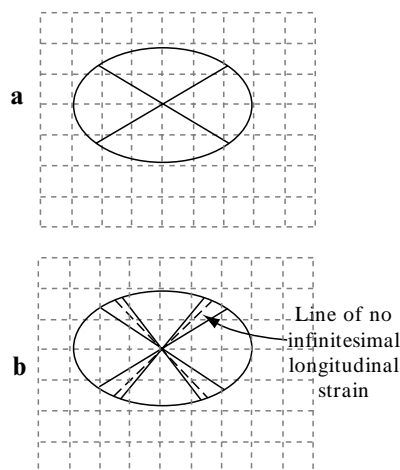 a
b
Line of no
infinitesimal
longitudinal
strain